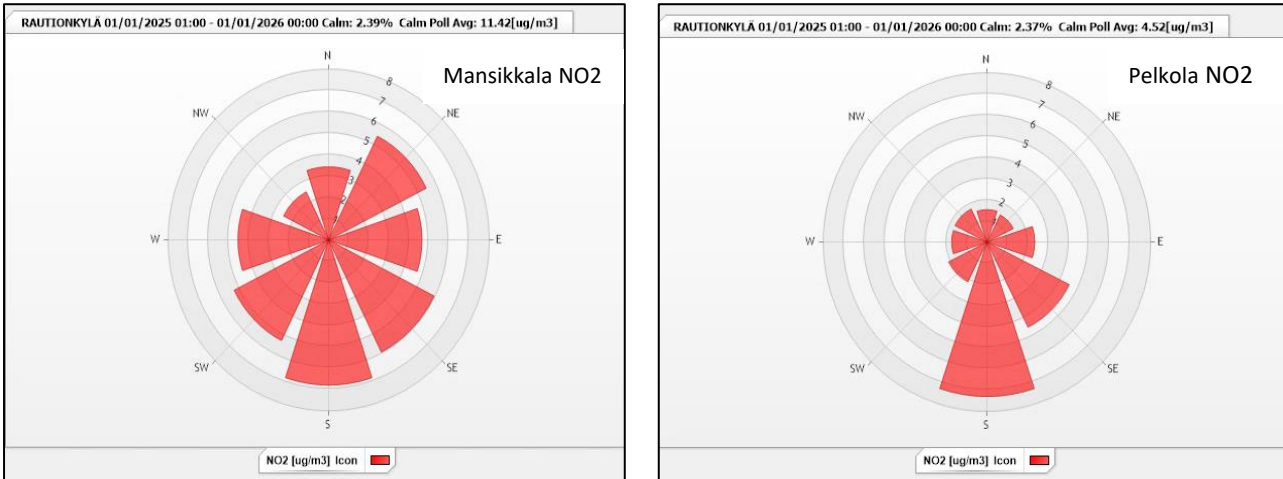 RAUTIONKYLÄ 01/01/2025 01:00 - 01/01/2026 00:00 Calm: 2.39% Calm Poll Avg: 11.42[ug/m3]
Mansikkala NO2
N
NE
E
SE
S
SW
W
NW
8
7
6
5
4
3
2
1
NO2 [ug/m3] Icon
RAUTIONKYLÄ 01/01/2025 01:00 - 01/01/2026 00:00 Calm: 2.37% Calm Poll Avg: 4.52[ug/m3]
Pelkola NO2
N
NE
E
SE
S
SW
W
NW
8
7
6
5
4
3
2
1
NO2 [ug/m3] Icon